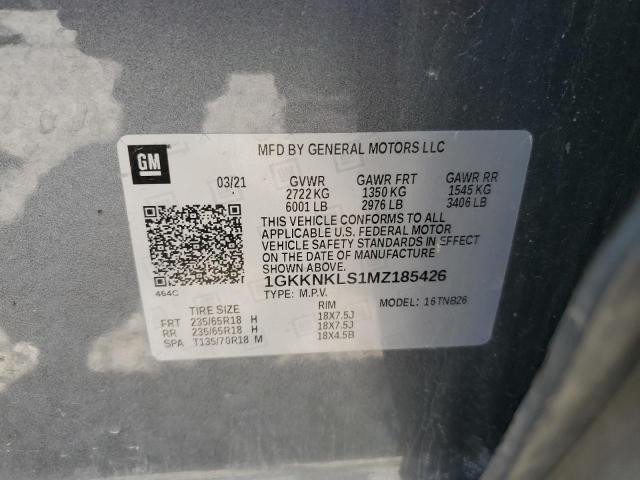 GM
MFD BY GENERAL MOTORS LLC
03/21 GVWR GAWR FRT GAWR RR
2722 KG 1350 KG 1545 KG
6001 LB 2976 LB 3406 LB
THIS VEHICLE CONFORMS TO ALL
APPLICABLE U.S. FEDERAL MOTOR
VEHICLE SAFETY STANDARDS IN EFFECT
ON THE DATE OF MANUFACTURE
SHOWN ABOVE.
1GKKNKLS1MZ185426
464C
TYPE: M.P.V. MODEL: 16TNB26
TIRE SIZE RIM
FRT 235/65R18 H 18X7.5J
RR 235/65R18 H 18X7.5J
SPA T135/70R18 M 18X4.5B